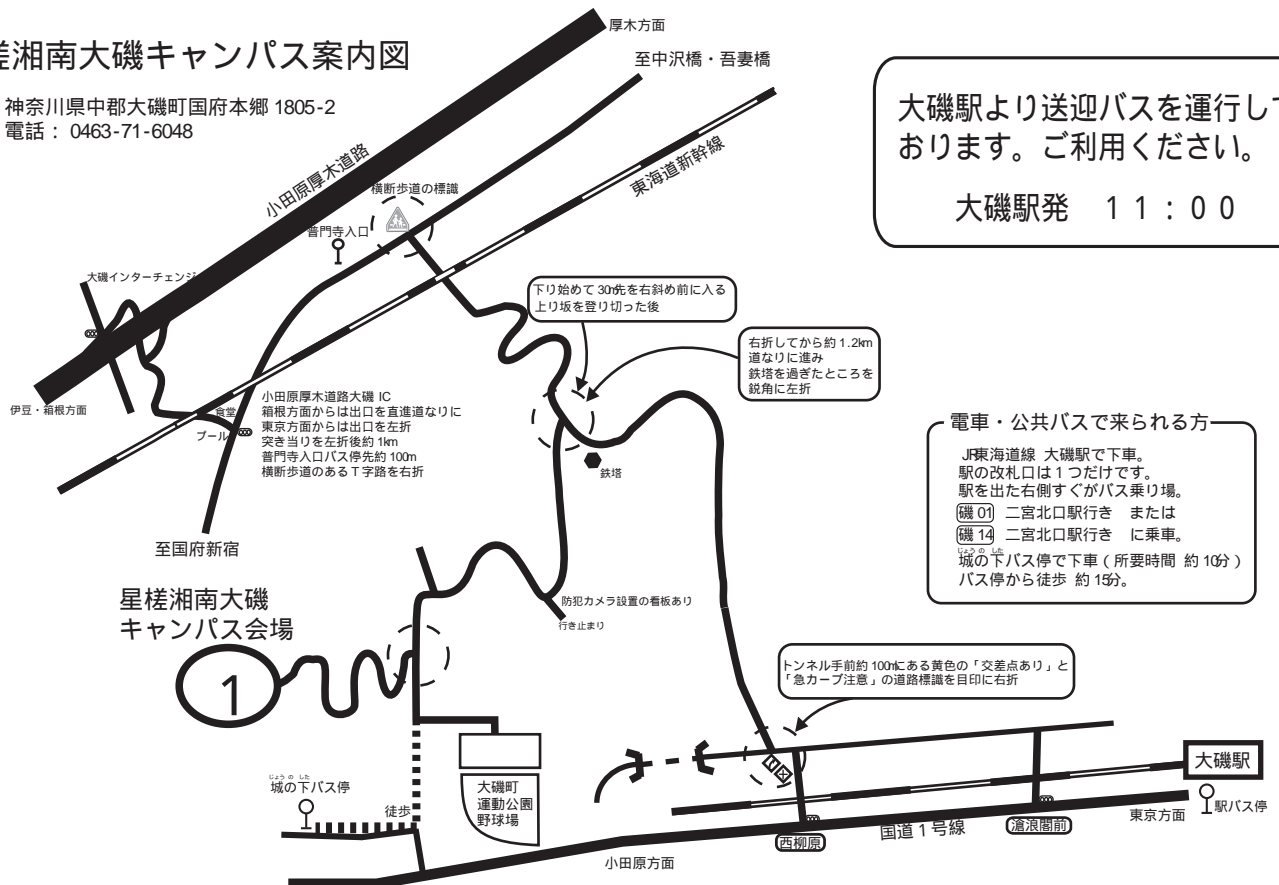 槎湘南大磯キャンパス案内図
神奈川県中郡大磯町国府本郷 1805-2
電話： 0463-71-6048
厚木方面
至中沢橋・吾妻橋
大磯駅より送迎バスを運行して
おります。ご利用ください。
大磯駅発　１１：００
小田原厚木道路
東海道新幹線
横断歩道の標識
普門寺入口
大磯インターチェンジ
伊豆・箱根方面
食堂
プール
小田原厚木道路大磯 IC
箱根方面からは出口を直進道なりに
東京方面からは出口を左折
突き当りを左折後約 1km
普門寺入口バス停先約 100m
横断歩道のあるＴ字路を右折
下り始めて 30m先を右斜め前に入る
上り坂を登り切った後
右折してから約 1.2km
道なりに進み
鉄塔を過ぎたところを
鋭角に左折
鉄塔
至国府新宿
電車・公共バスで来られる方
JR東海道線 大磯駅で下車。
駅の改札口は１つだけです。
駅を出た右側すぐがバス乗り場。
磯 01 二宮北口駅行き または
磯 14 二宮北口駅行き に乗車。
じょう の した
城の下バス停で下車（所要時間 約 10分）
バス停から徒歩 約 15分。
星槎湘南大磯
キャンパス会場
1
防犯カメラ設置の看板あり
行き止まり
トンネル手前約 100mにある黄色の「交差点あり」と
「急カーブ注意」の道路標識を目印に右折
大磯町
運動公園
野球場
じょう の した
城の下バス停
徒歩
大磯駅
駅バス停
東京方面
滄浪閣前
国道１号線
西柳原
小田原方面